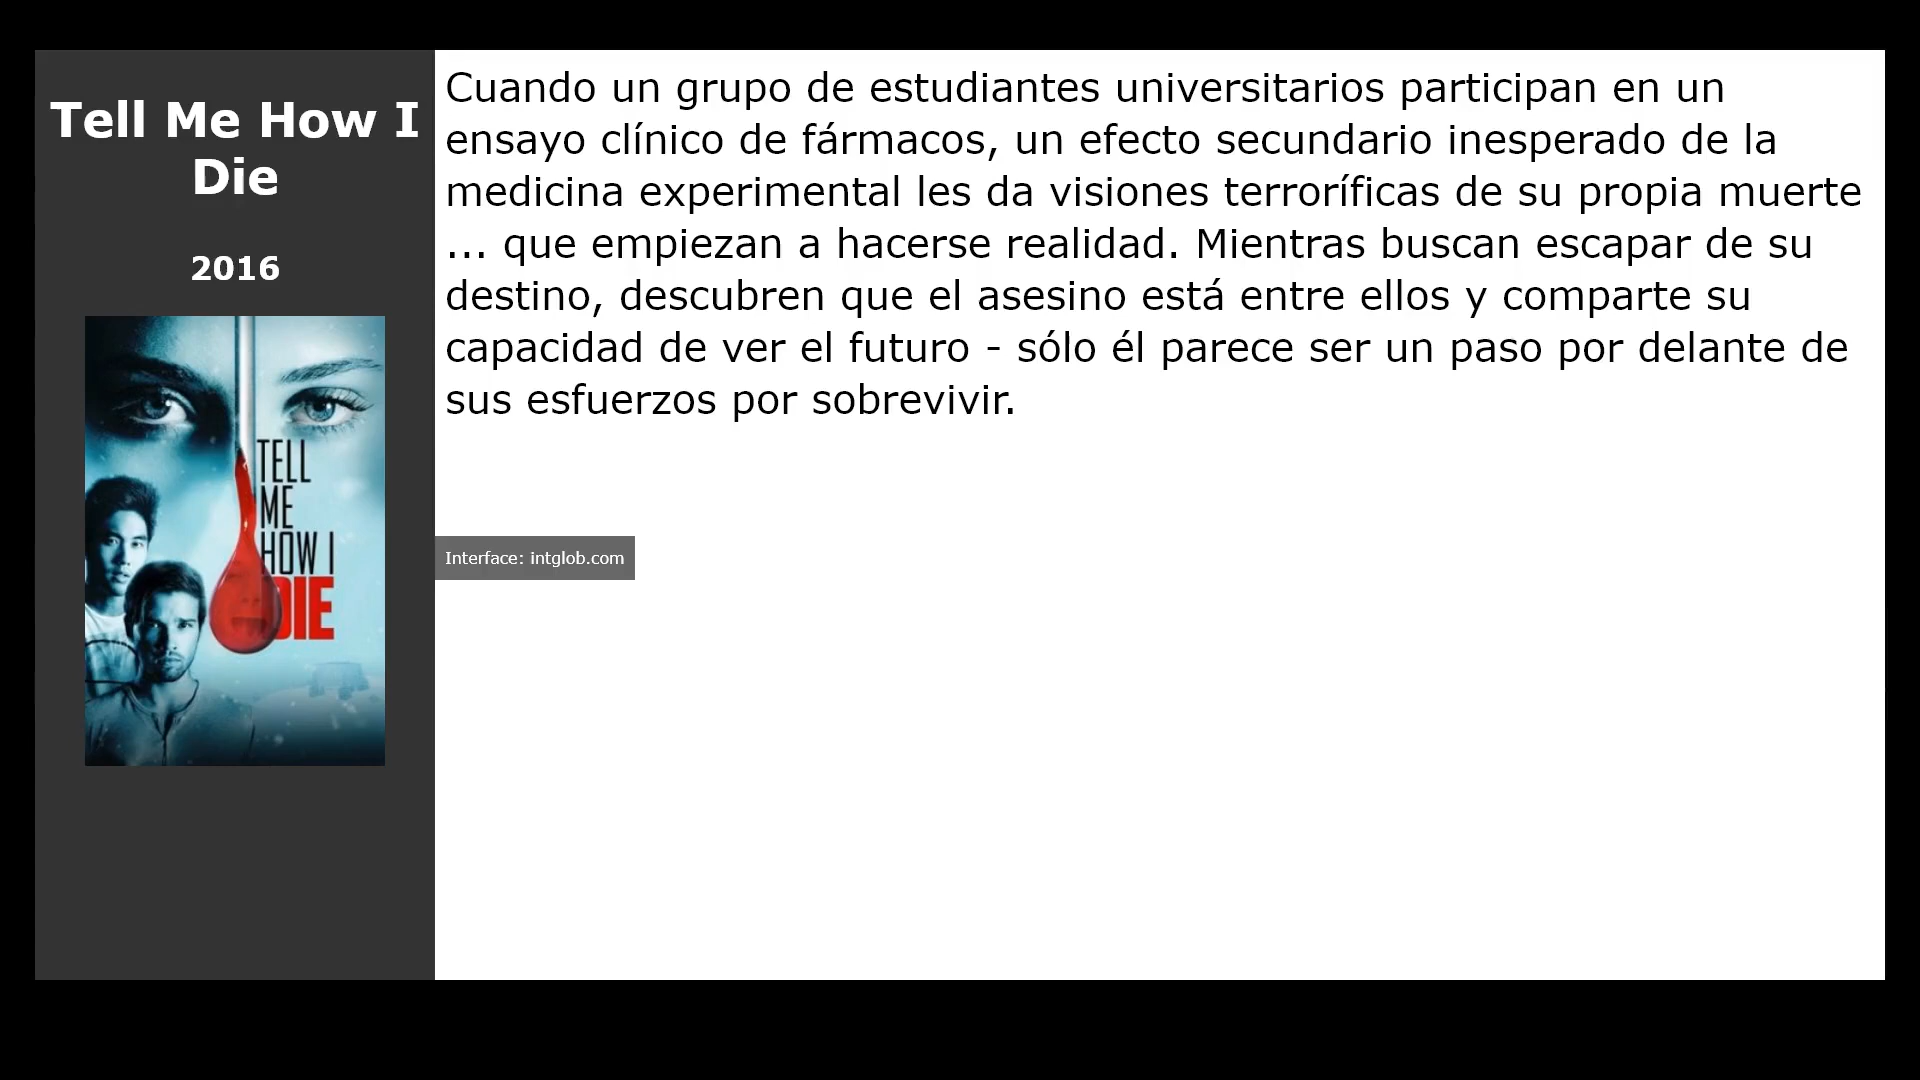 Tell Me How I
Die
2016
TELL
ME
HOW I
DIE
Cuando un grupo de estudiantes universitarios participan en un
ensayo clínico de fármacos, un efecto secundario inesperado de la
medicina experimental les da visiones terroríficas de su propia muerte
... que empiezan a hacerse realidad. Mientras buscan escapar de su
destino, descubren que el asesino está entre ellos y comparte su
capacidad de ver el futuro - sólo él parece ser un paso por delante de
sus esfuerzos por sobrevivir.
Interface: intglob.com